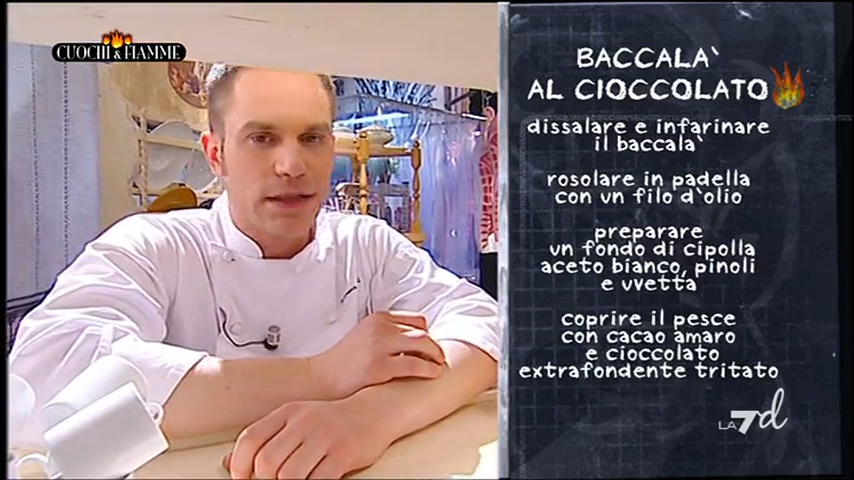 CUOCHI & FIAMME
BACCALA`
AL CIOCCOLATO
dissalare e infarinare
il baccala`
rosolare in padella
con un filo d`olio
preparare
un fondo di cipolla
aceto bianco, pinoli
e uvetta
coprire il pesce
con cacao amaro
e cioccolato
extrafondente tritato
LA7d